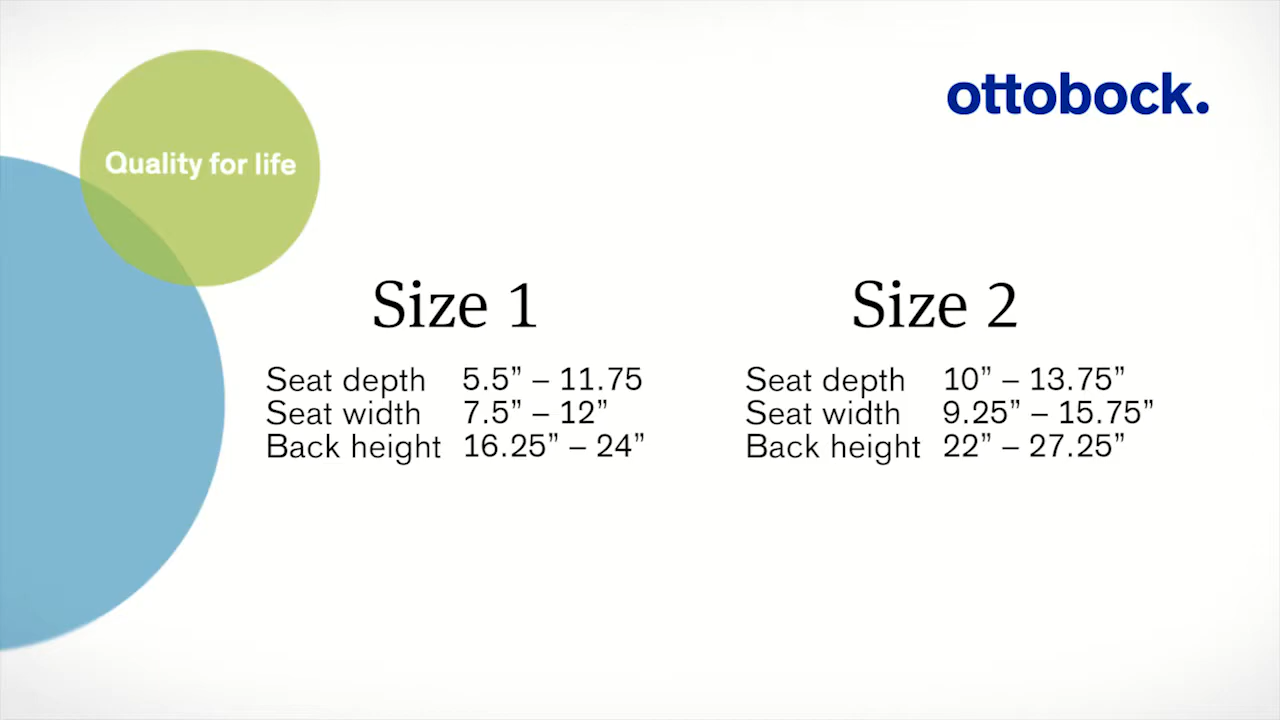 ottobock.
Quality for life
Size 1
Seat depth 5.5” – 11.75
Seat width 7.5” – 12”
Back height 16.25” – 24”
Size 2
Seat depth 10” – 13.75”
Seat width 9.25” – 15.75”
Back height 22” – 27.25”